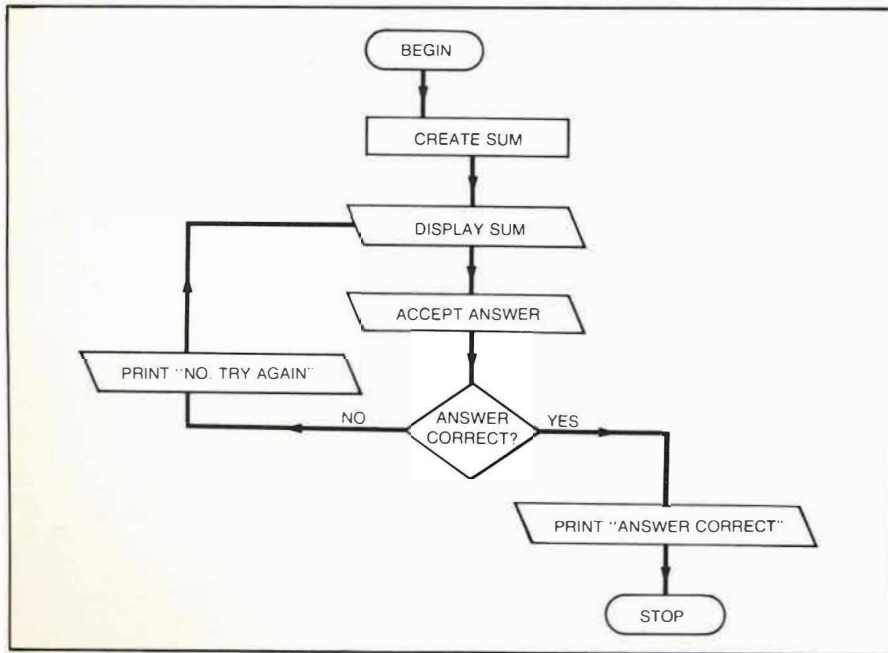 BEGIN
CREATE SUM
DISPLAY SUM
ACCEPT ANSWER
PRINT "NO. TRY AGAIN"
NO
ANSWER
CORRECT?
YES
PRINT "ANSWER CORRECT"
STOP